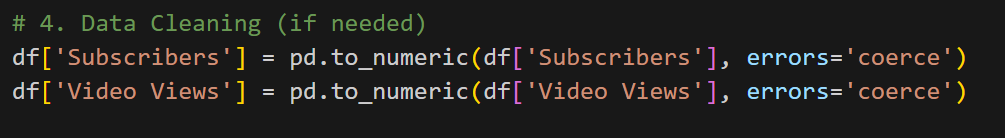 # 4. Data Cleaning (if needed)
df['Subscribers'] = pd.to_numeric(df['Subscribers'], errors='coerce')
df['Video Views'] = pd.to_numeric(df['Video Views'], errors='coerce')